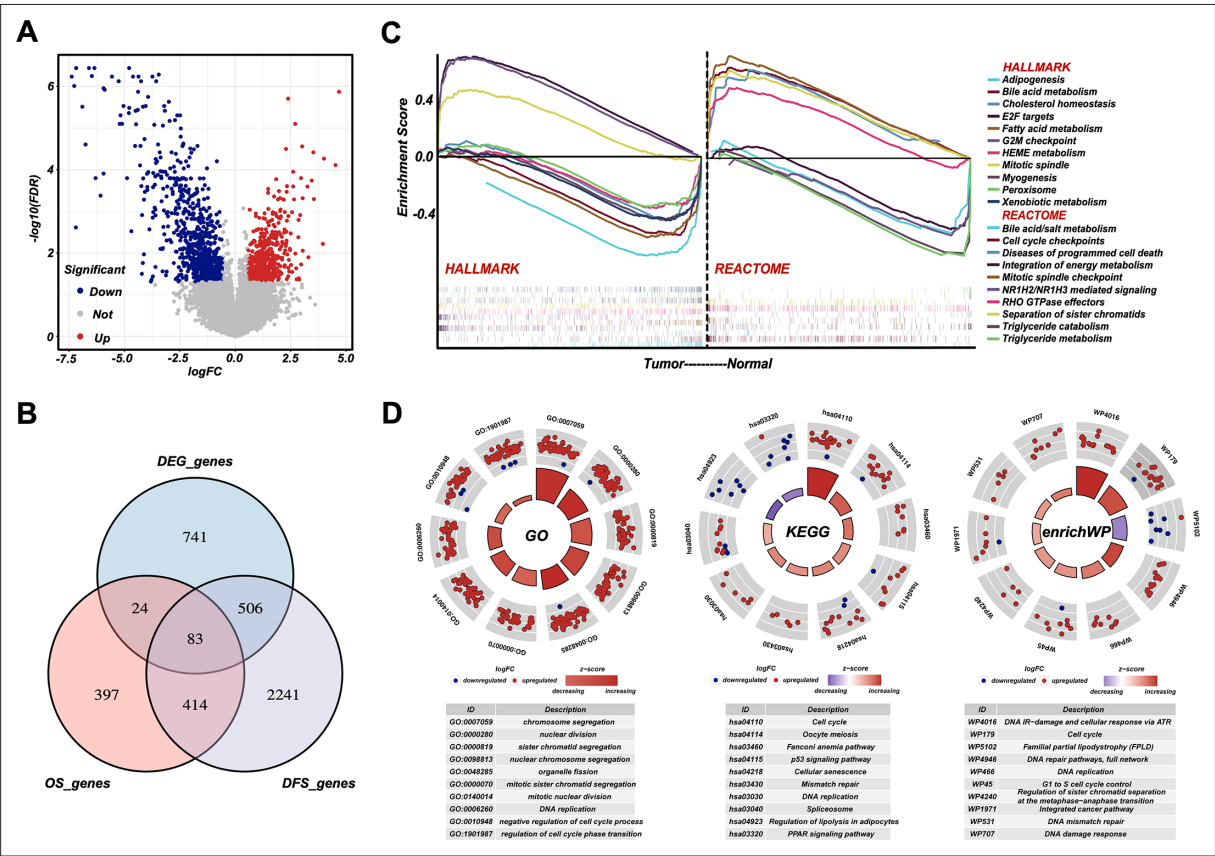 A
6
4
2
0
-log10(FDR)
Significant
Down
Not
Up
-7.5
-5.0
-2.5
0.0
2.5
5.0
logFC
C
0.4
0.0
-0.4
Enrichment Score
HALLMARK
REACTOME
Tumor----------Normal
HALLMARK
Adipogenesis
Bile acid metabolism
Cholesterol homeostasis
E2F targets
Fatty acid metabolism
G2M checkpoint
HEME metabolism
Mitotic spindle
Myogenesis
Peroxisome
Xenobiotic metabolism
REACTOME
Bile acid/salt metabolism
Cell cycle checkpoints
Diseases of programmed cell death
Integration of energy metabolism
Mitotic spindle checkpoint
NR1H2/NR1H3 mediated signaling
RHO GTPase effectors
Separation of sister chromatids
Triglyceride catabolism
Triglyceride metabolism
B
DEG_genes
741
24
506
83
397
414
2241
OS_genes
DFS_genes
D
GO:0007059
GO:0000280
GO:0000819
GO:0098813
GO:0048285
GO:0000070
GO:0140014
GO:0006260
GO:0010948
GO:1901987
GO
logFC
downregulated
upregulated
z-score
decreasing
increasing
ID Description
GO:0007059 chromosome segregation
GO:0000280 nuclear division
GO:0000819 sister chromatid segregation
GO:0098813 nuclear chromosome segregation
GO:0048285 organelle fission
GO:0000070 mitotic sister chromatid segregation
GO:0140014 mitotic nuclear division
GO:0006260 DNA replication
GO:0010948 negative regulation of cell cycle process
GO:1901987 regulation of cell cycle phase transition
hsa04110
hsa04114
hsa03460
hsa04115
hsa04218
hsa03430
hsa03030
hsa03040
hsa04923
hsa03320
KEGG
logFC
downregulated
upregulated
z-score
decreasing
increasing
ID Description
hsa04110 Cell cycle
hsa04114 Oocyte meiosis
hsa03460 Fanconi anemia pathway
hsa04115 p53 signaling pathway
hsa04218 Cellular senescence
hsa03430 Mismatch repair
hsa03030 DNA replication
hsa03040 Spliceosome
hsa04923 Regulation of lipolysis in adipocytes
hsa03320 PPAR signaling pathway
WP4016
WP179
WP5102
WP4946
WP466
WP45
WP4240
WP1971
WP531
WP707
enrichWP
logFC
downregulated
upregulated
z-score
decreasing
increasing
ID Description
WP4016 DNA IR-damage and cellular response via ATR
WP179 Cell cycle
WP5102 Familial partial lipodystrophy (FPLD)
WP4946 DNA repair pathways, full network
WP466 DNA replication
WP45 G1 to S cell cycle control
WP4240 Regulation of sister chromatid separation
at the metaphase-anaphase transition
WP1971 Integrated cancer pathway
WP531 DNA mismatch repair
WP707 DNA damage response